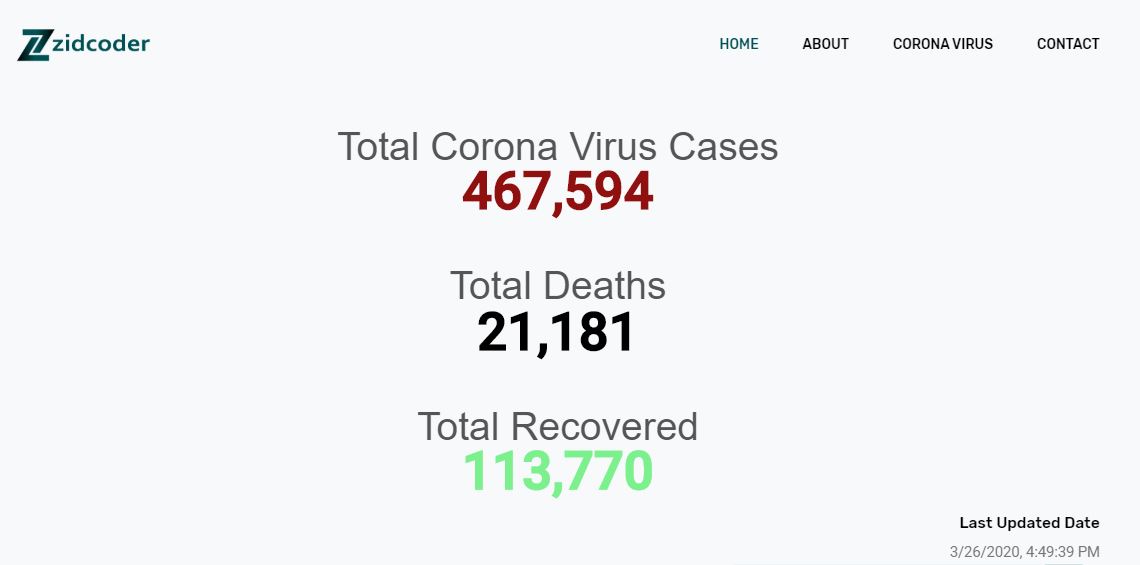 zidcoder
HOME ABOUT CORONA VIRUS CONTACT
Total Corona Virus Cases
467,594
Total Deaths
21,181
Total Recovered
113,770
Last Updated Date
3/26/2020, 4:49:39 PM